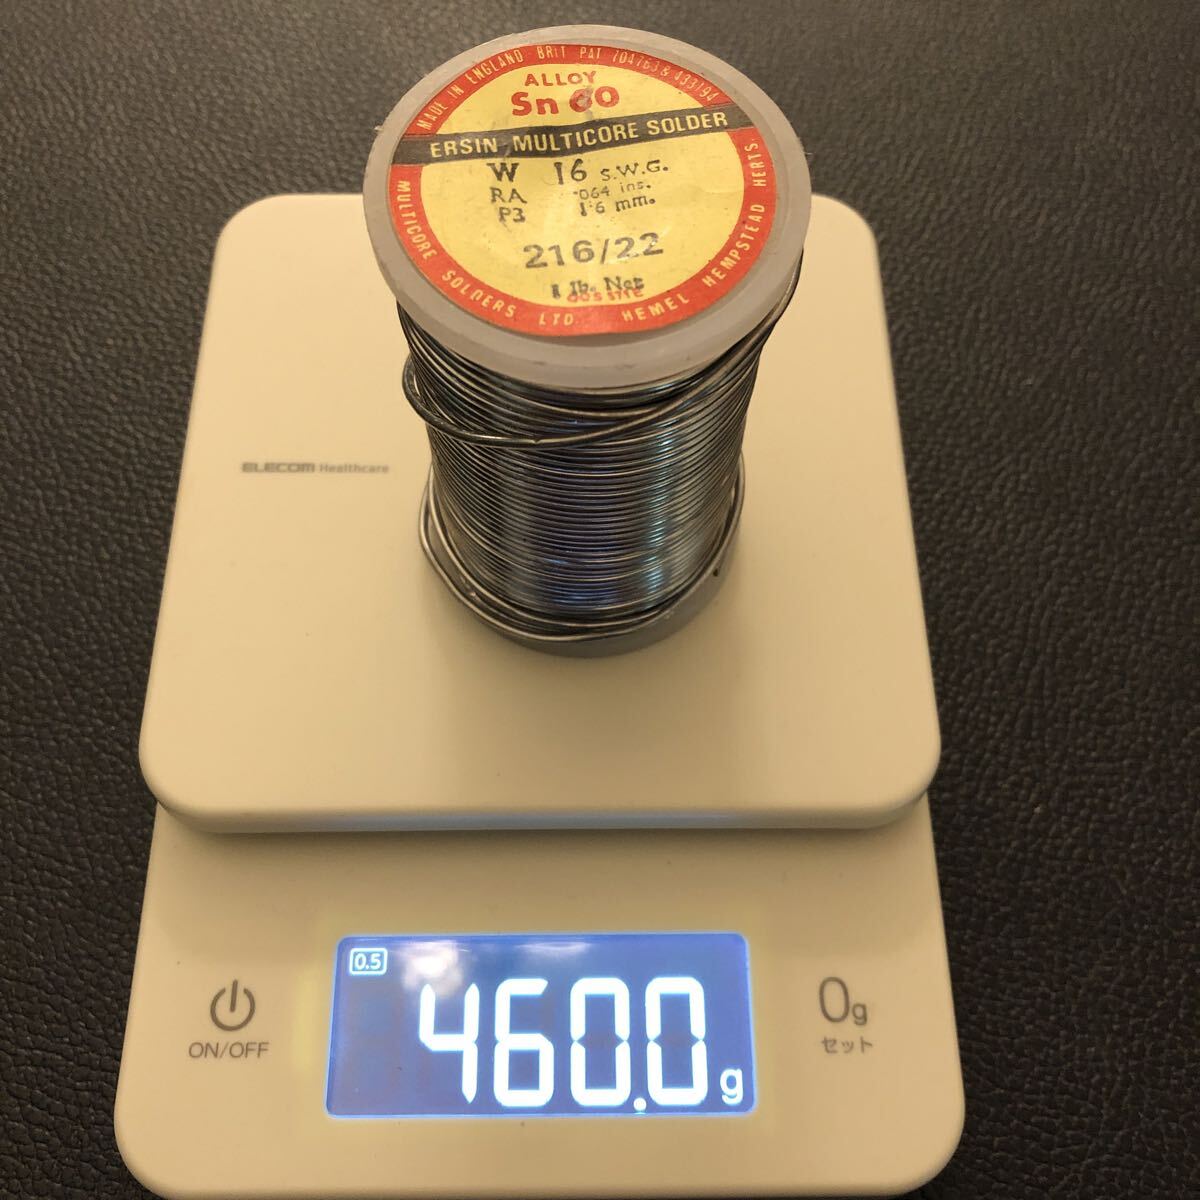 MADE IN ENGLAND BRIT PAT 704763 & 433194
ALLOY
Sn 60
ERSIN MULTICORE SOLDER
W 16 S.W.G.
RA .064 ins.
P3 1.6 mm.
216/22
1 lb. Net
MULTICORE SOLDERS LTD. HEMEL HEMPSTEAD HERTS.
ELECOM Healthcare
0.5
460.0 g
ON/OFF
0g
セット